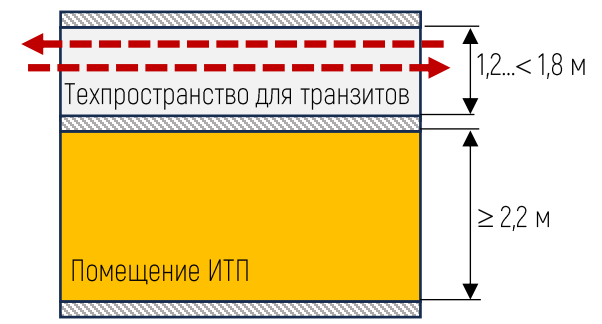 1,2...< 1,8 м
Техпространство для транзитов
≥ 2,2 м
Помещение ИТП